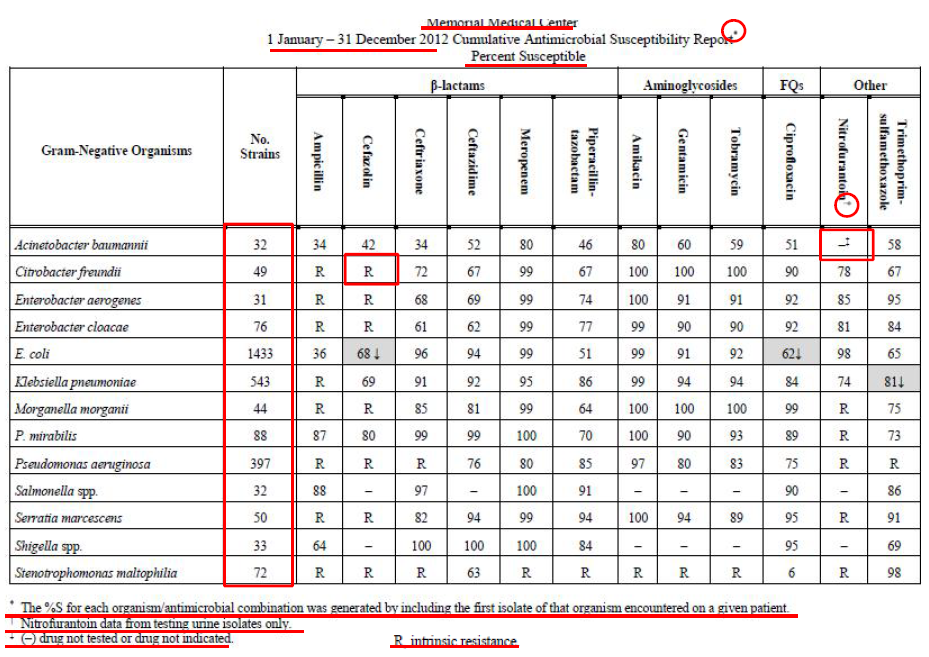 Memorial Medical Center
1 January – 31 December 2012 Cumulative Antimicrobial Susceptibility Report*
Percent Susceptible
Gram-Negative Organisms No. Strains β-lactams Aminoglycosides FQs Other
Ampicillin Cefazolin Ceftriaxone Ceftazidime Meropenem Piperacillin-tazobactam Amikacin Gentamicin Tobramycin Ciprofloxacin Nitrofurantoin† Trimethoprim-sulfamethoxazole
Acinetobacter baumannii 32 34 42 34 52 80 46 80 60 59 51 –‡ 58
Citrobacter freundii 49 R R 72 67 99 67 100 100 100 90 78 67
Enterobacter aerogenes 31 R R 68 69 99 74 100 91 91 92 85 95
Enterobacter cloacae 76 R R 61 62 99 77 99 90 90 92 81 84
E. coli 1433 36 68↓ 96 94 99 51 99 91 92 62↓ 98 65
Klebsiella pneumoniae 543 R 69 91 92 95 86 99 94 94 84 74 81↓
Morganella morganii 44 R R 85 81 99 64 100 100 100 99 R 75
P. mirabilis 88 87 80 99 99 100 70 100 90 93 89 R 73
Pseudomonas aeruginosa 397 R R R 76 80 85 97 80 83 75 R R
Salmonella spp. 32 88 – 97 – 100 91 – – – 90 – 86
Serratia marcescens 50 R R 82 94 99 94 100 94 89 95 R 91
Shigella spp. 33 64 – 100 100 100 84 – – – 95 – 69
Stenotrophomonas maltophilia 72 R R R 63 R R R R R 6 R 98
* The %S for each organism/antimicrobial combination was generated by including the first isolate of that organism encountered on a given patient.
† Nitrofurantoin data from testing urine isolates only.
‡ (–) drug not tested or drug not indicated. R, intrinsic resistance.